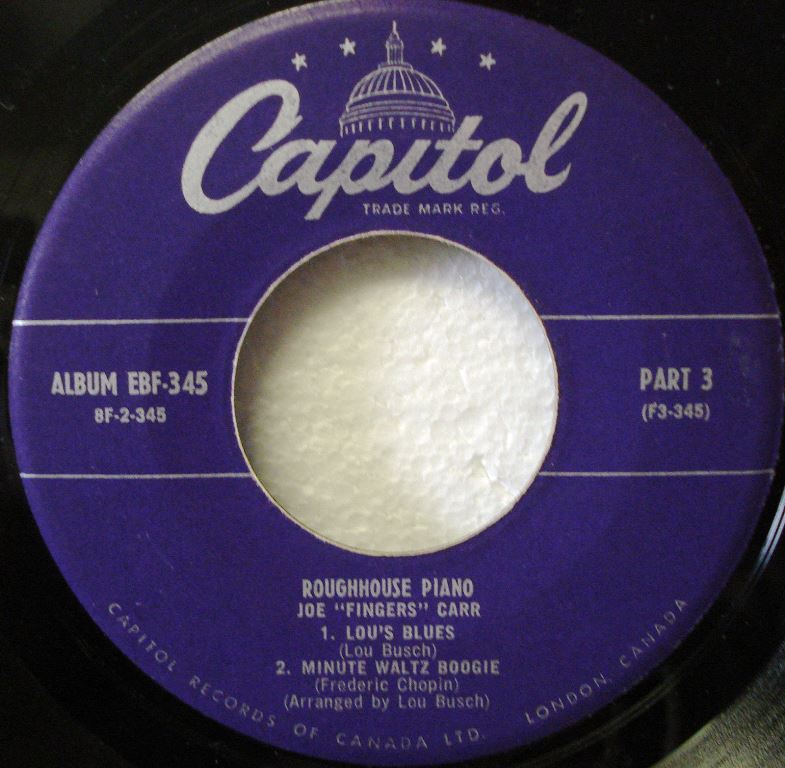 Capitol
TRADE MARK REG.
ALBUM EBF-345
8F-2-345
PART 3
(F3-345)
ROUGHHOUSE PIANO
JOE "FINGERS" CARR
1. LOU'S BLUES
(Lou Busch)
2. MINUTE WALTZ BOOGIE
(Frederic Chopin)
(Arranged by Lou Busch)
CAPITOL RECORDS OF CANADA LTD. LONDON, CANADA